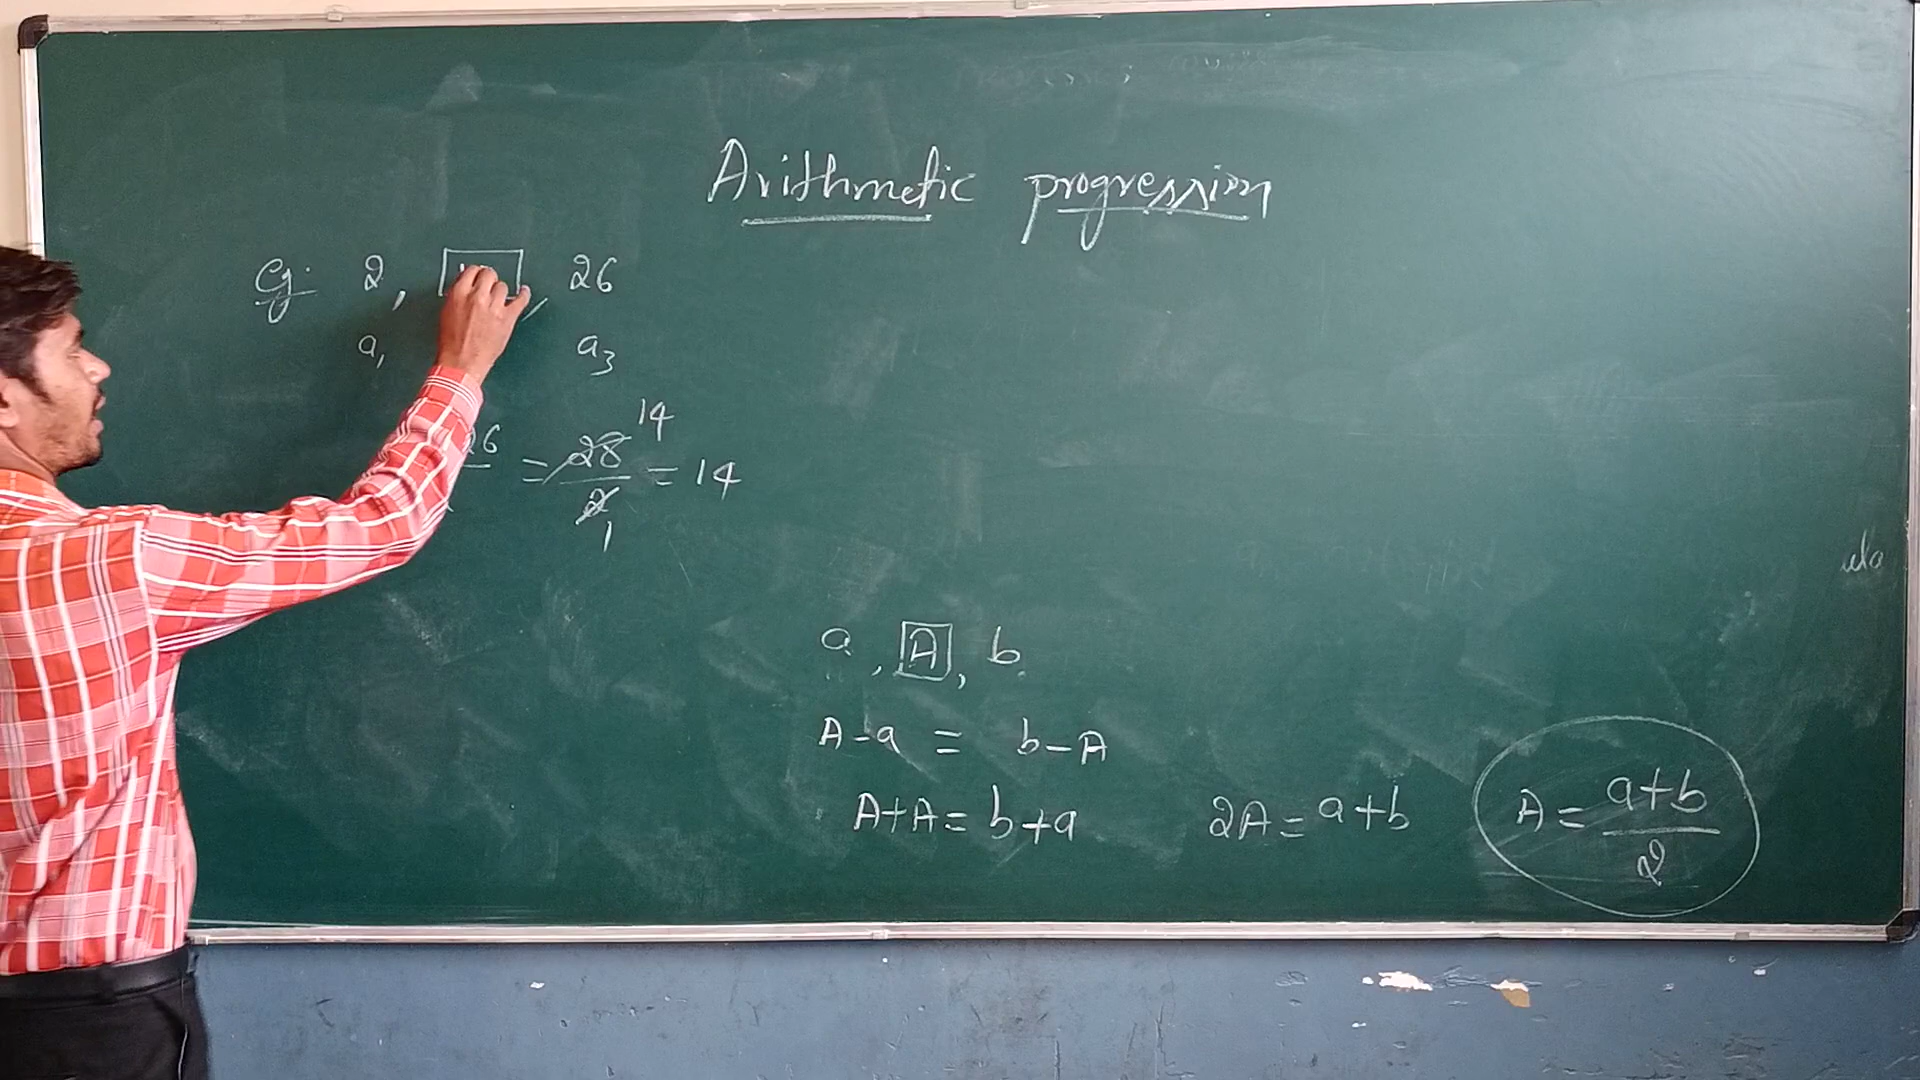 Arithmetic progression
Eg: 2, , 26
a₁ a₃
14
26 = 28/2 = 14
1
a, A, b
A-a = b-A
A+A = b+a 2A = a+b A = a+b/2